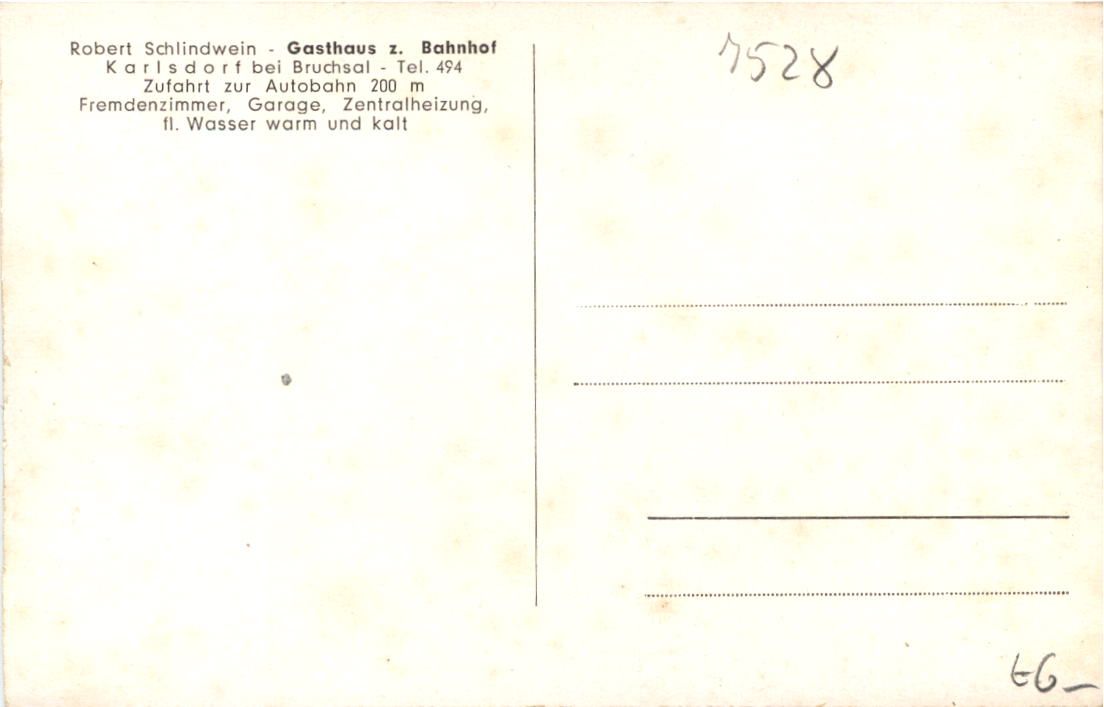 Robert Schlindwein - Gasthaus z. Bahnhof
Karlsdorf bei Bruchsal - Tel. 494
Zufahrt zur Autobahn 200 m
Fremdenzimmer, Garage, Zentralheizung,
fl. Wasser warm und kalt
7528